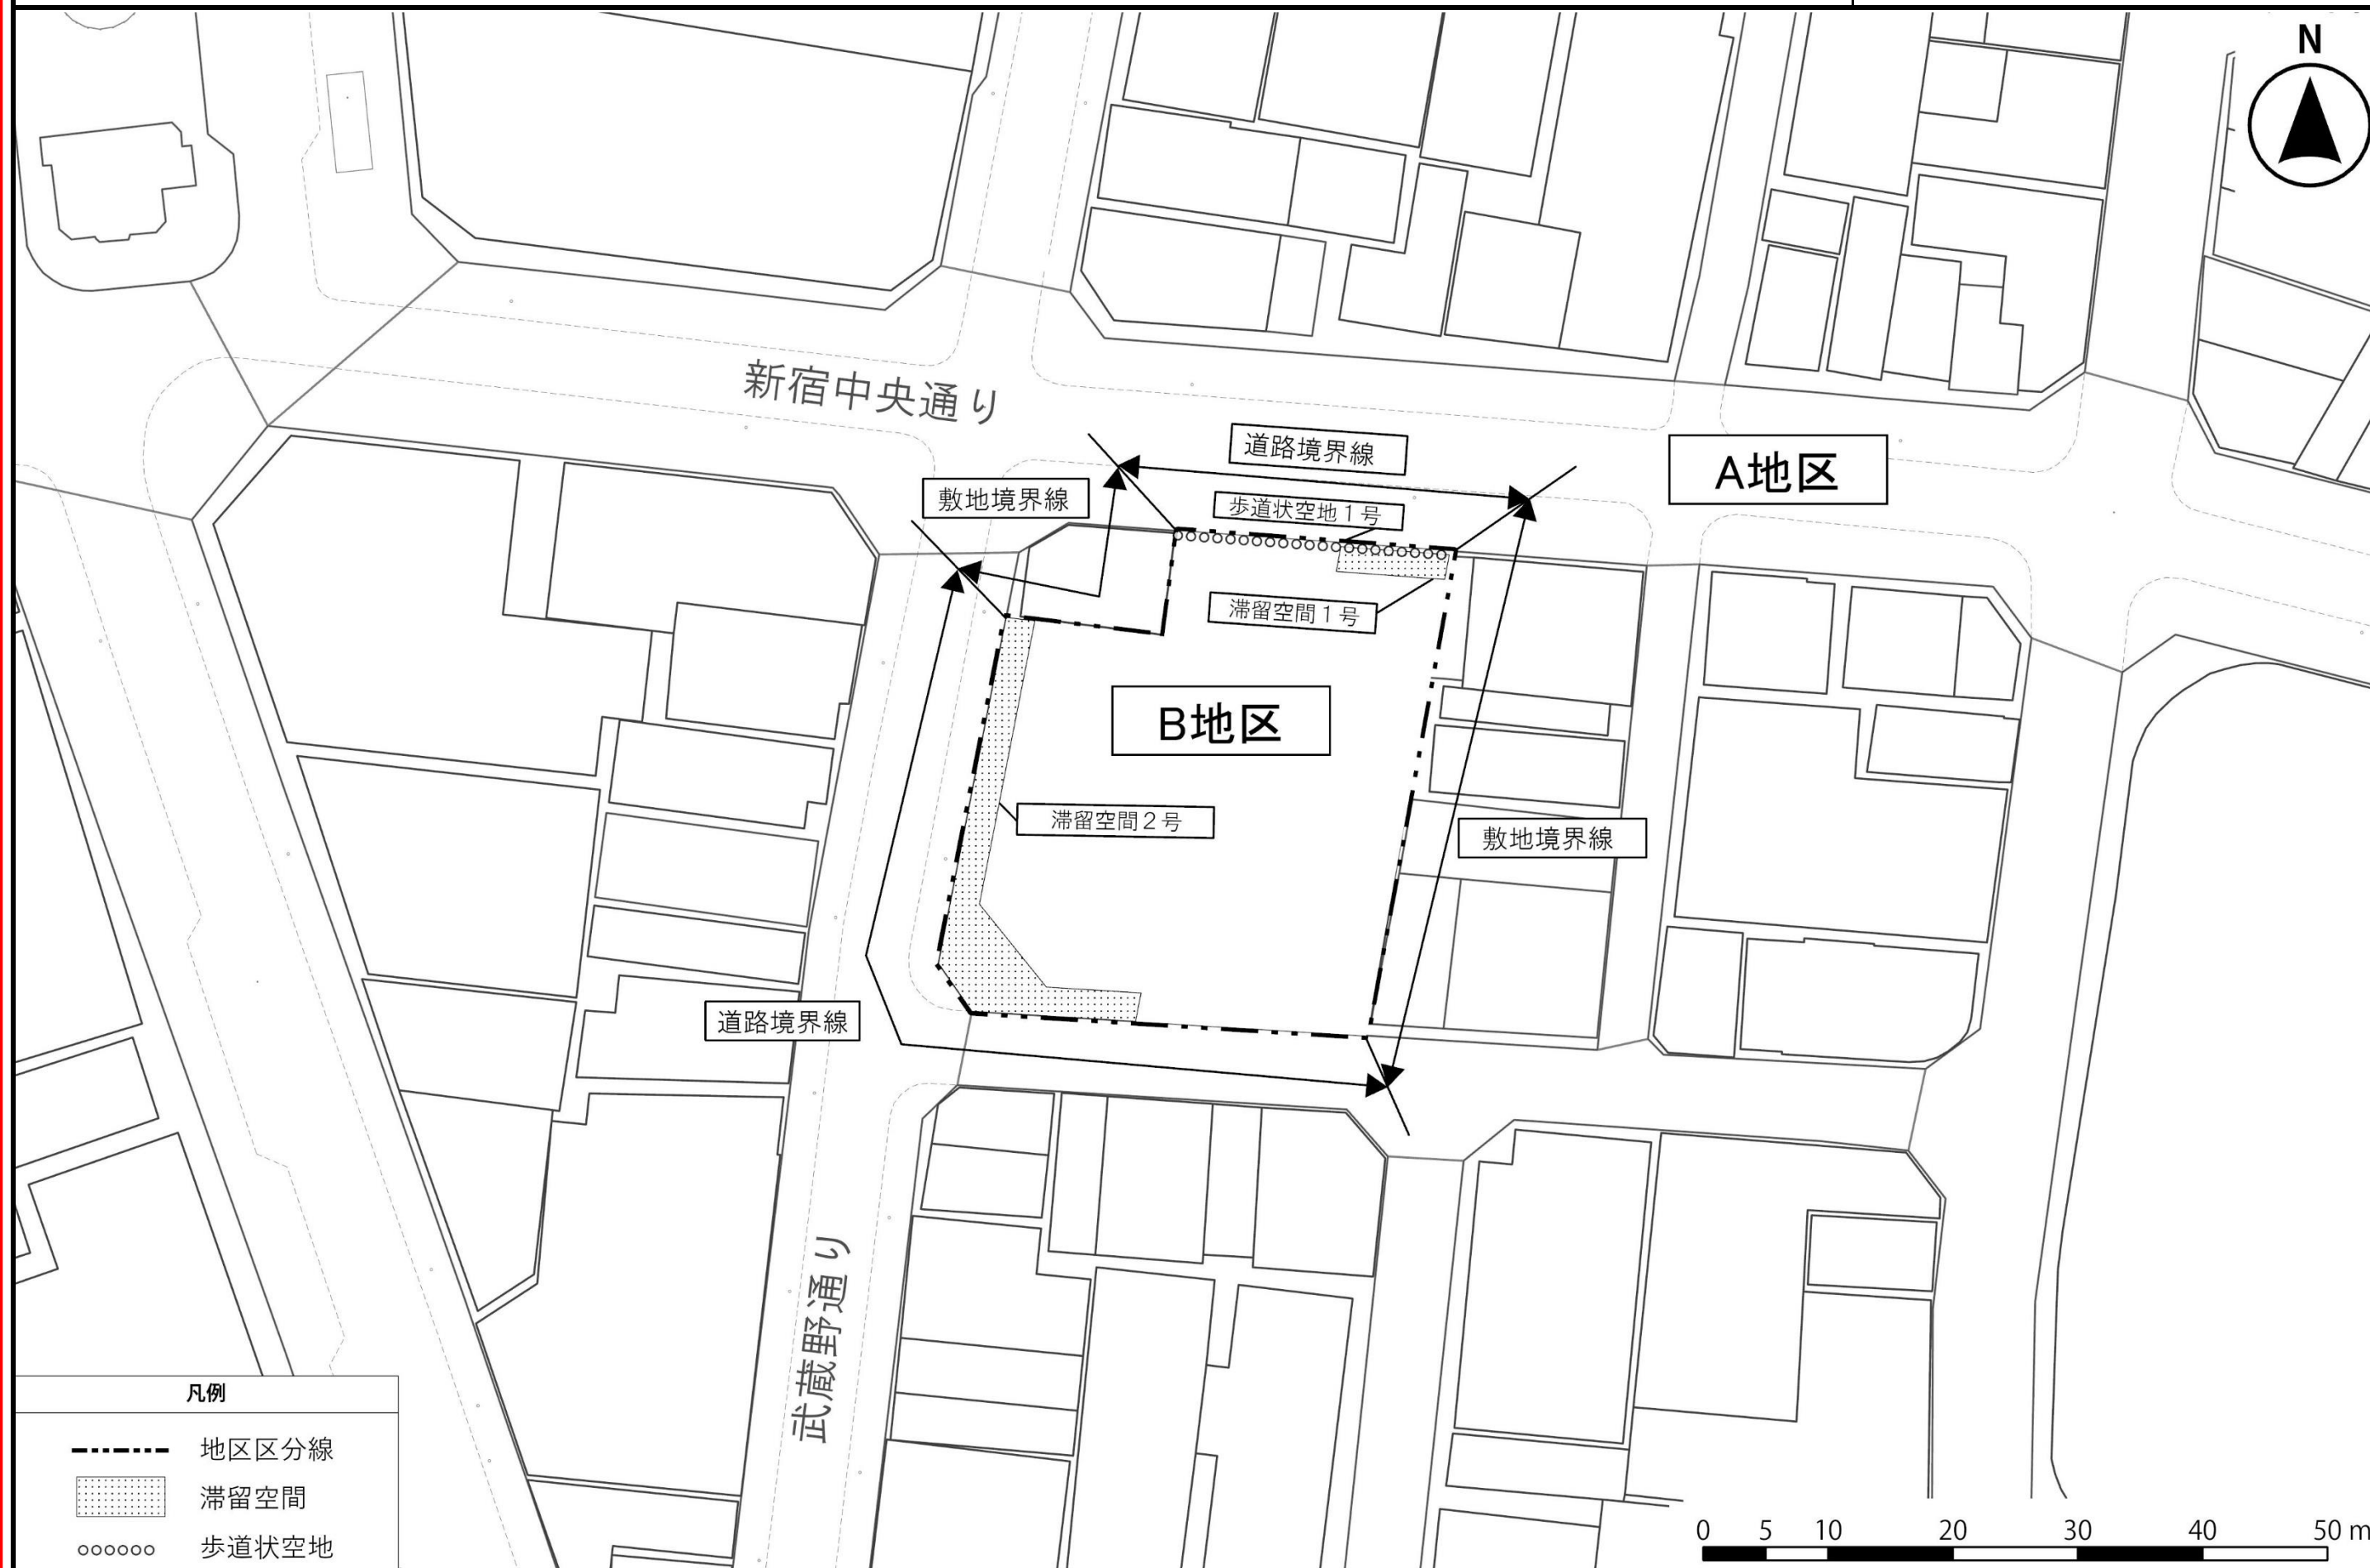 N
新宿中央通り
道路境界線
A地区
敷地境界線
歩道状空地1号
滞留空間1号
B地区
滞留空間2号
敷地境界線
道路境界線
武蔵野通り
凡例
地区区分線
滞留空間
歩道状空地
0 5 10 20 30 40 50 m